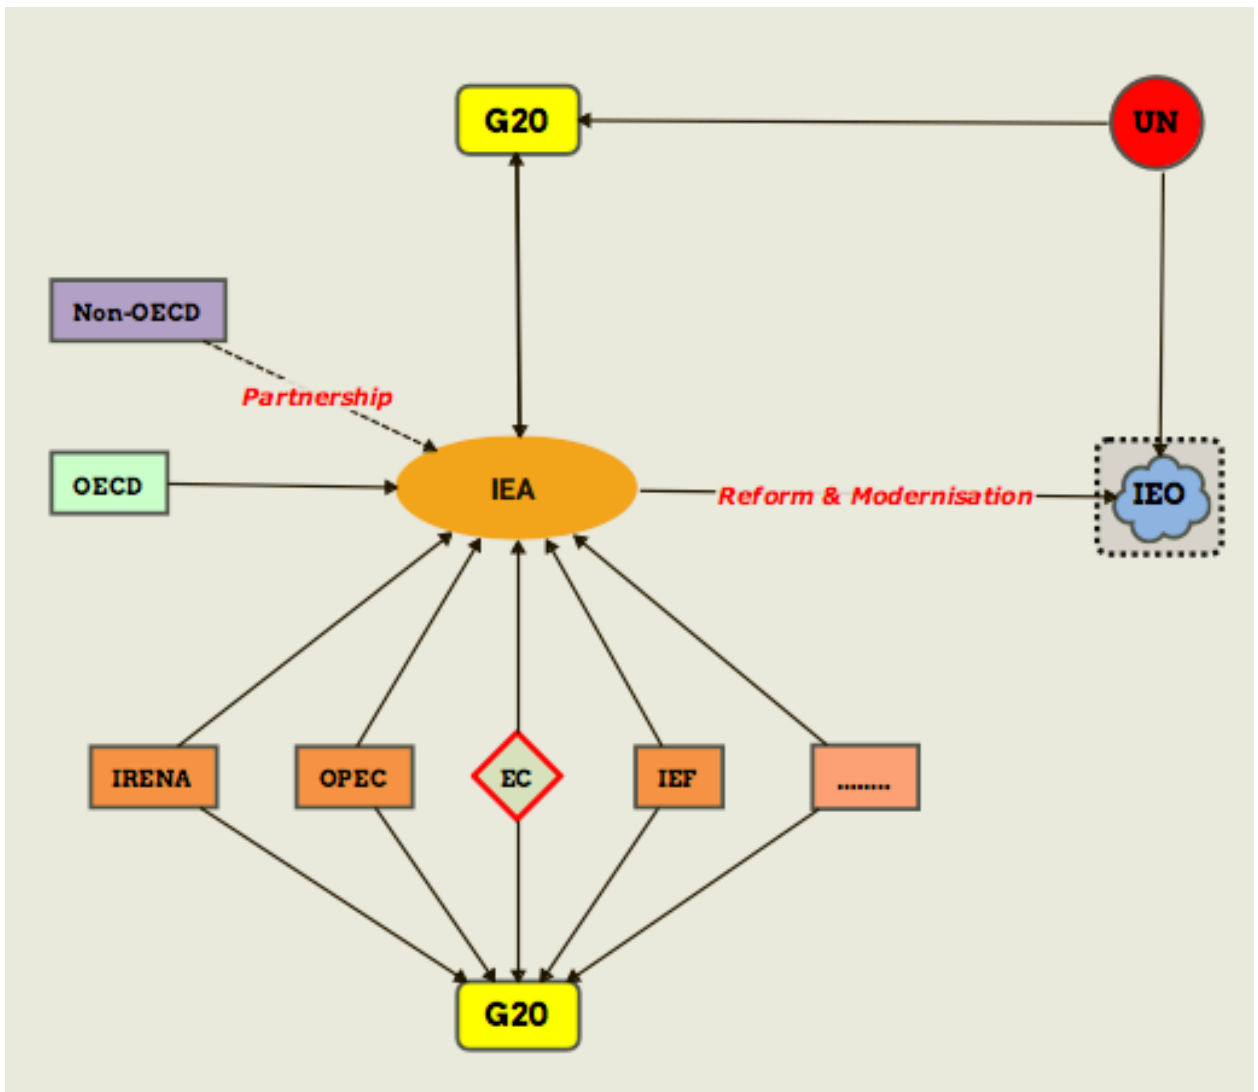 G20
UN
Non-OECD
Partnership
OECD
IEA
Reform & Modernisation
IEO
IRENA
OPEC
EC
IEF
........
G20